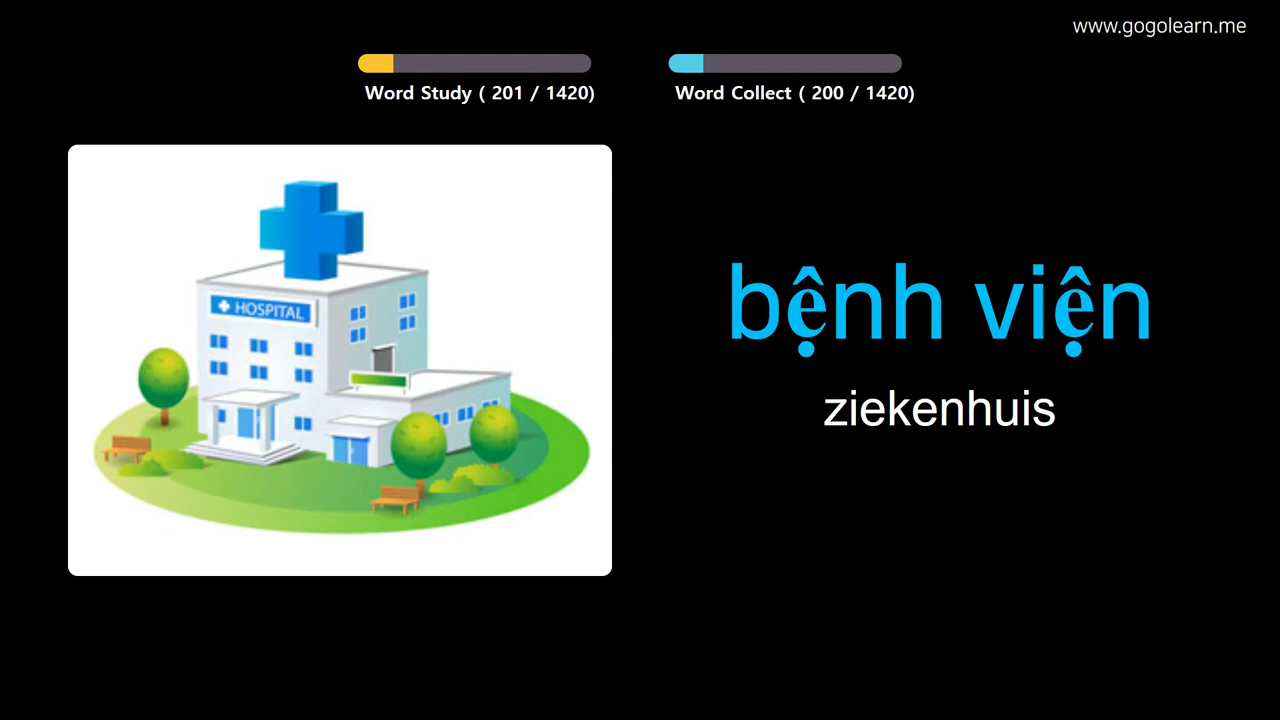 www.gogolearn.me
Word Study ( 201 / 1420)
Word Collect ( 200 / 1420)
HOSPITAL
bệnh viện
ziekenhuis